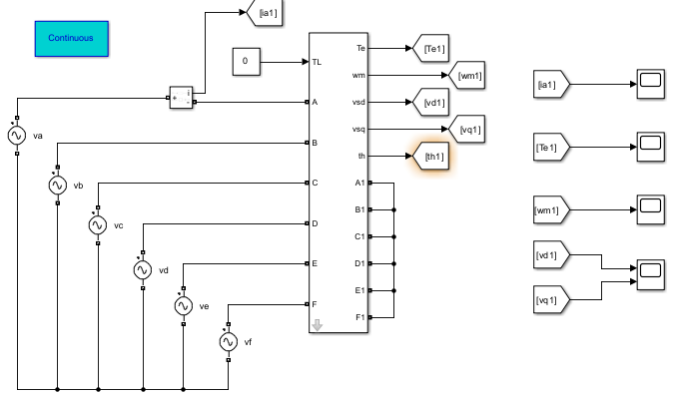 [ia1]
Continuous
0
TL
Te
[Te1]
wm
[wm1]
vsd
[vd1]
vsq
[vq1]
th
[th1]
i
+
-
A
B
C
D
E
F
A1
B1
C1
D1
E1
F1
va
vb
vc
vd
ve
vf
[ia1]
[Te1]
[wm1]
[vd1]
[vq1]